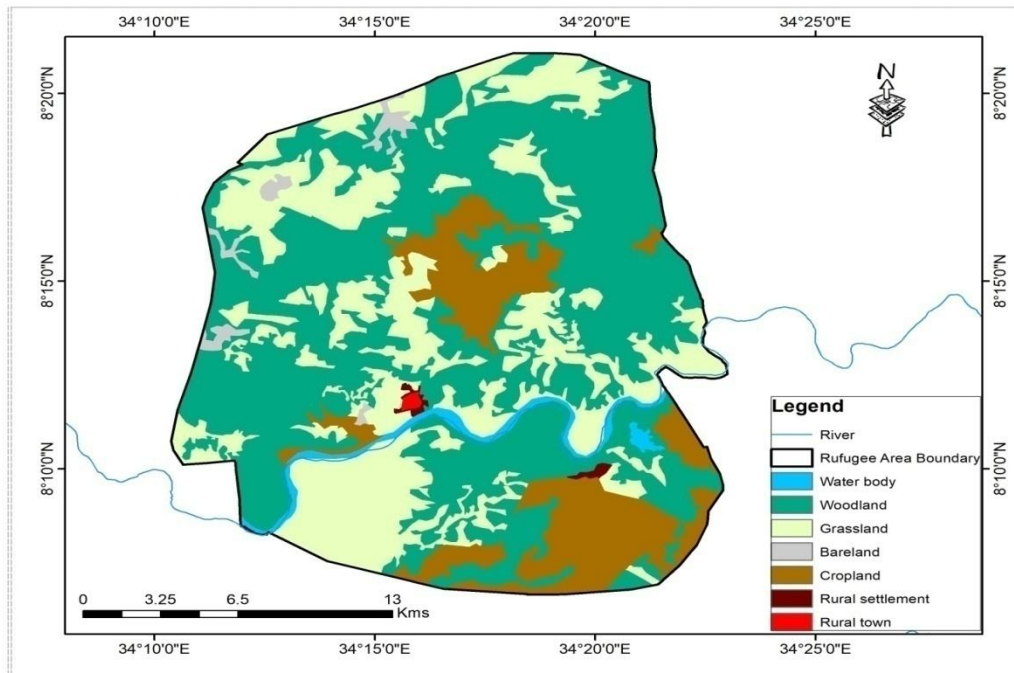 34°10'0"E 34°15'0"E 34°20'0"E 34°25'0"E
N
8°20'0"N 8°20'0"N
8°15'0"N 8°15'0"N
8°10'0"N 8°10'0"N
Legend
River
Rufugee Area Boundary
Water body
Woodland
Grassland
Bareland
Cropland
Rural settlement
Rural town
0 3.25 6.5 13
Kms
34°10'0"E 34°15'0"E 34°20'0"E 34°25'0"E